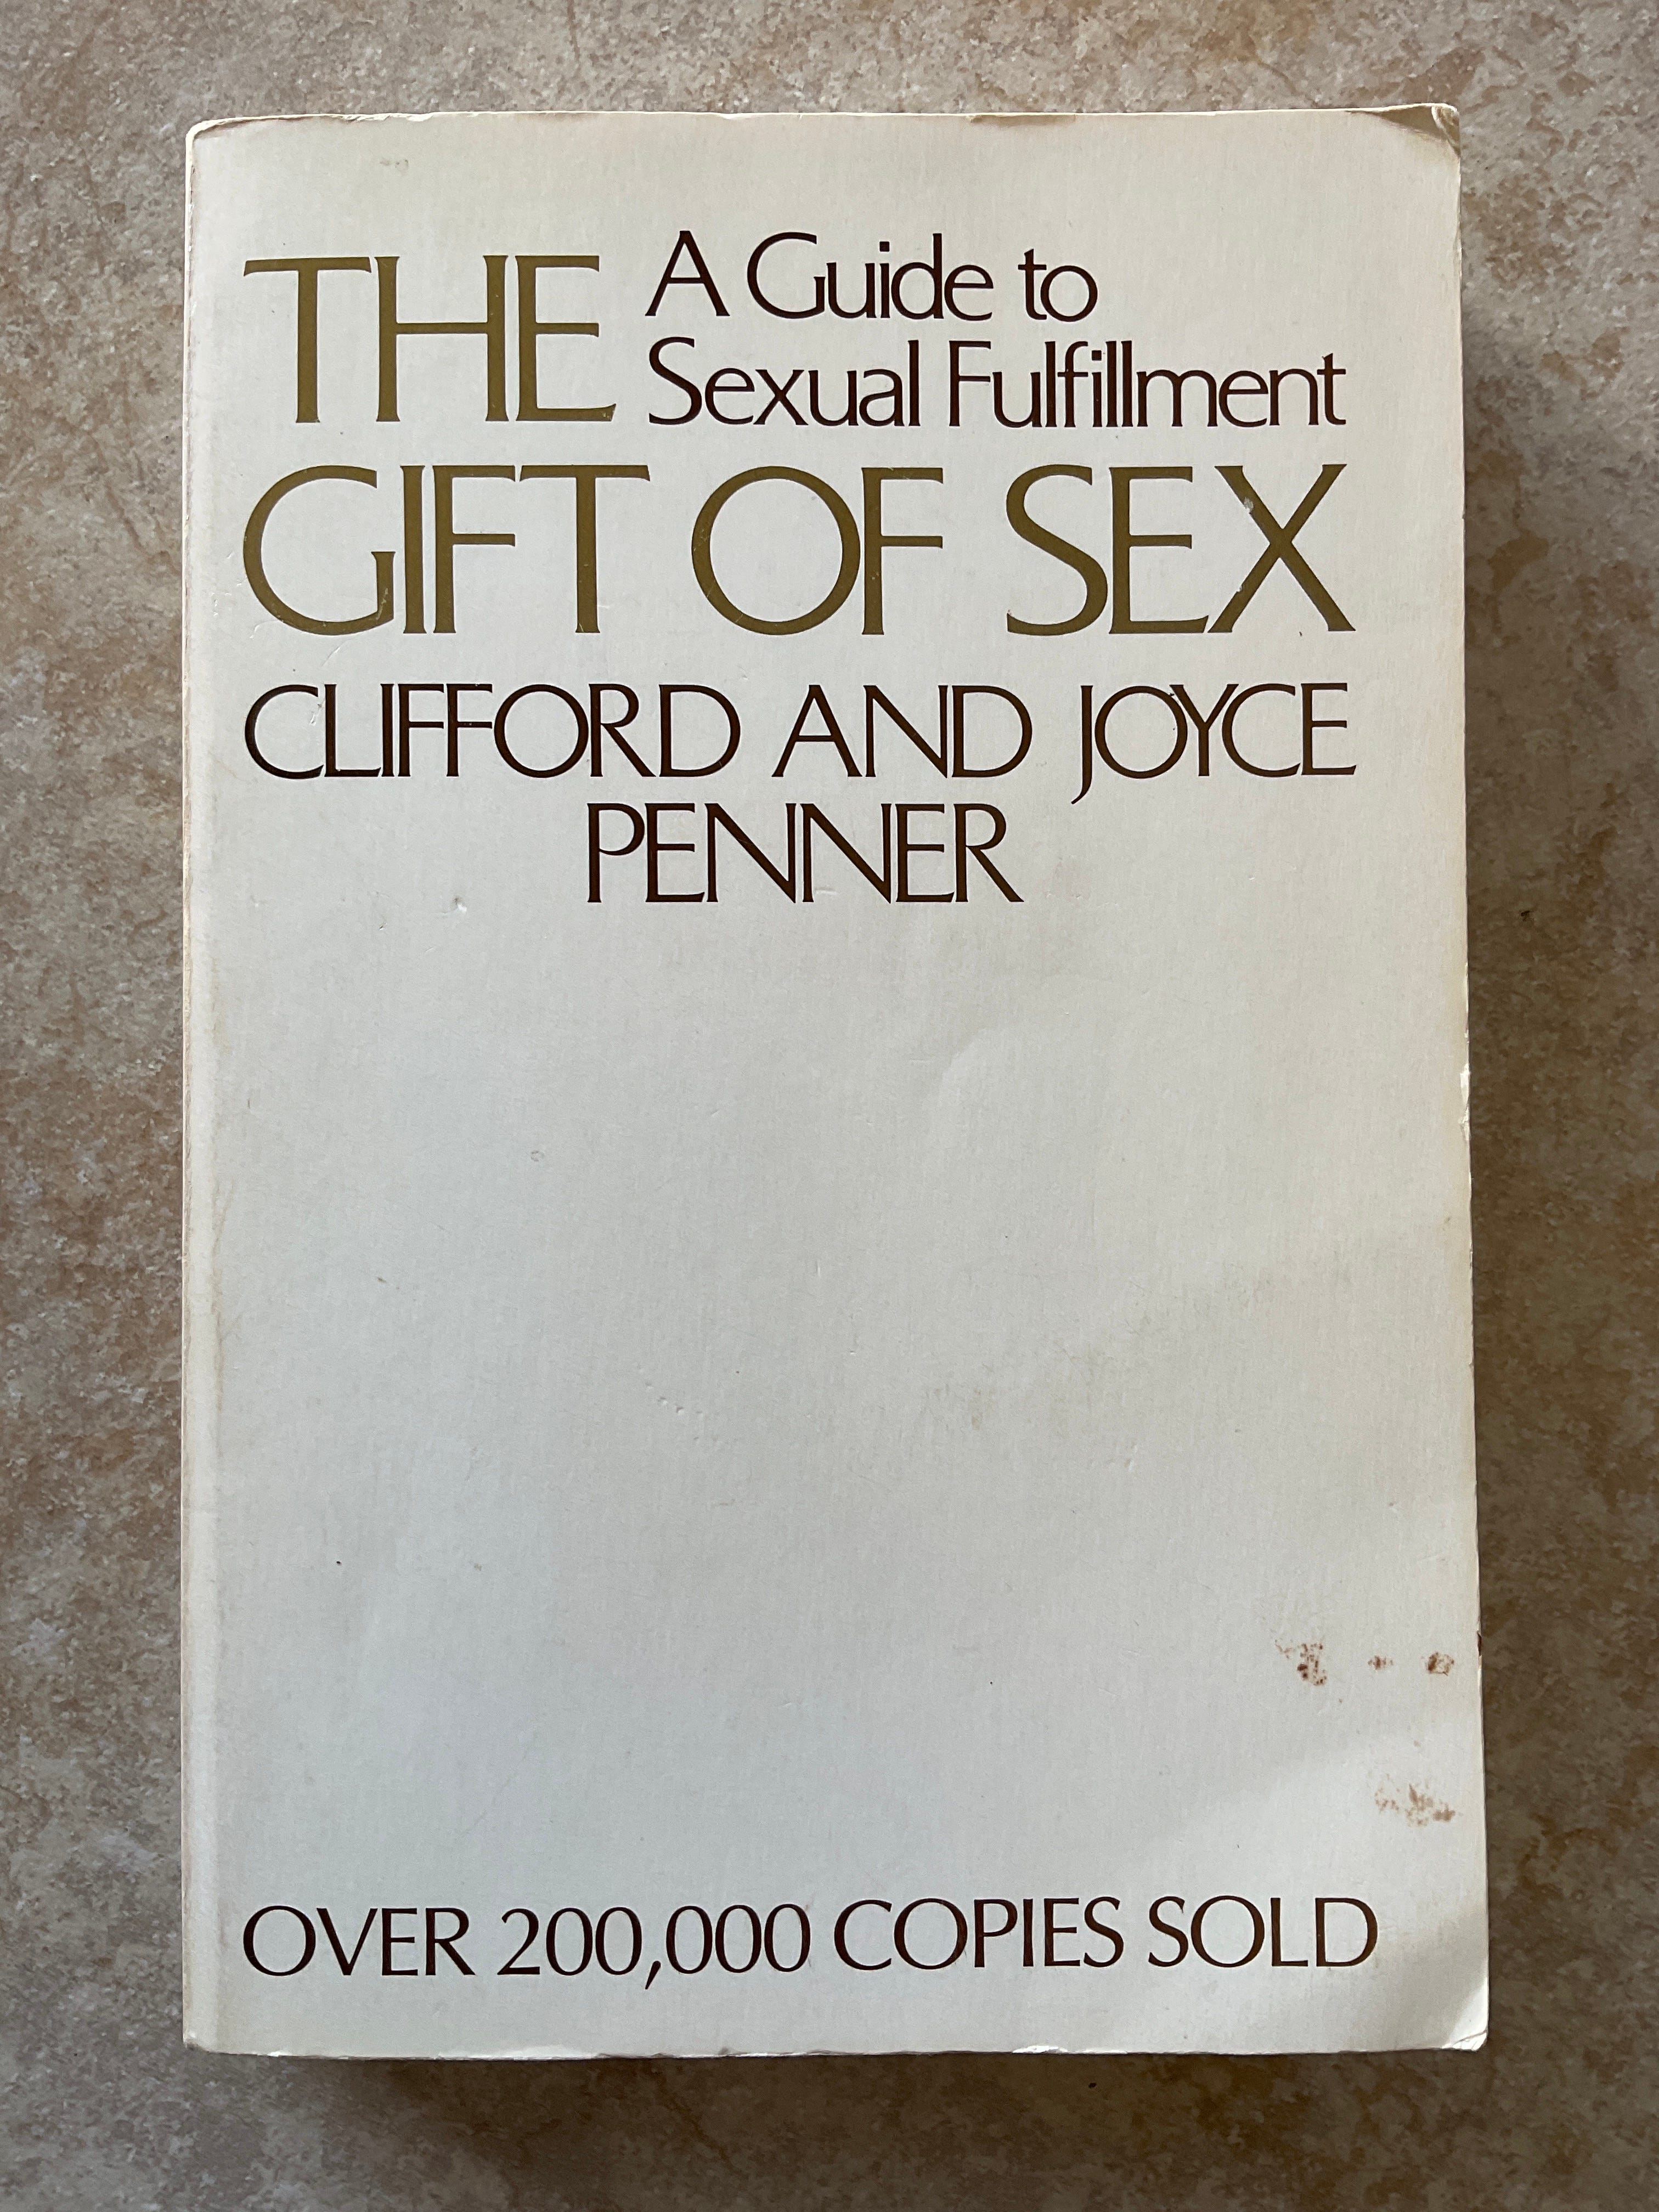 THE
A Guide to
Sexual Fulfillment
GIFT OF SEX
CLIFFORD AND JOYCE
PENNER
OVER 200,000 COPIES SOLD